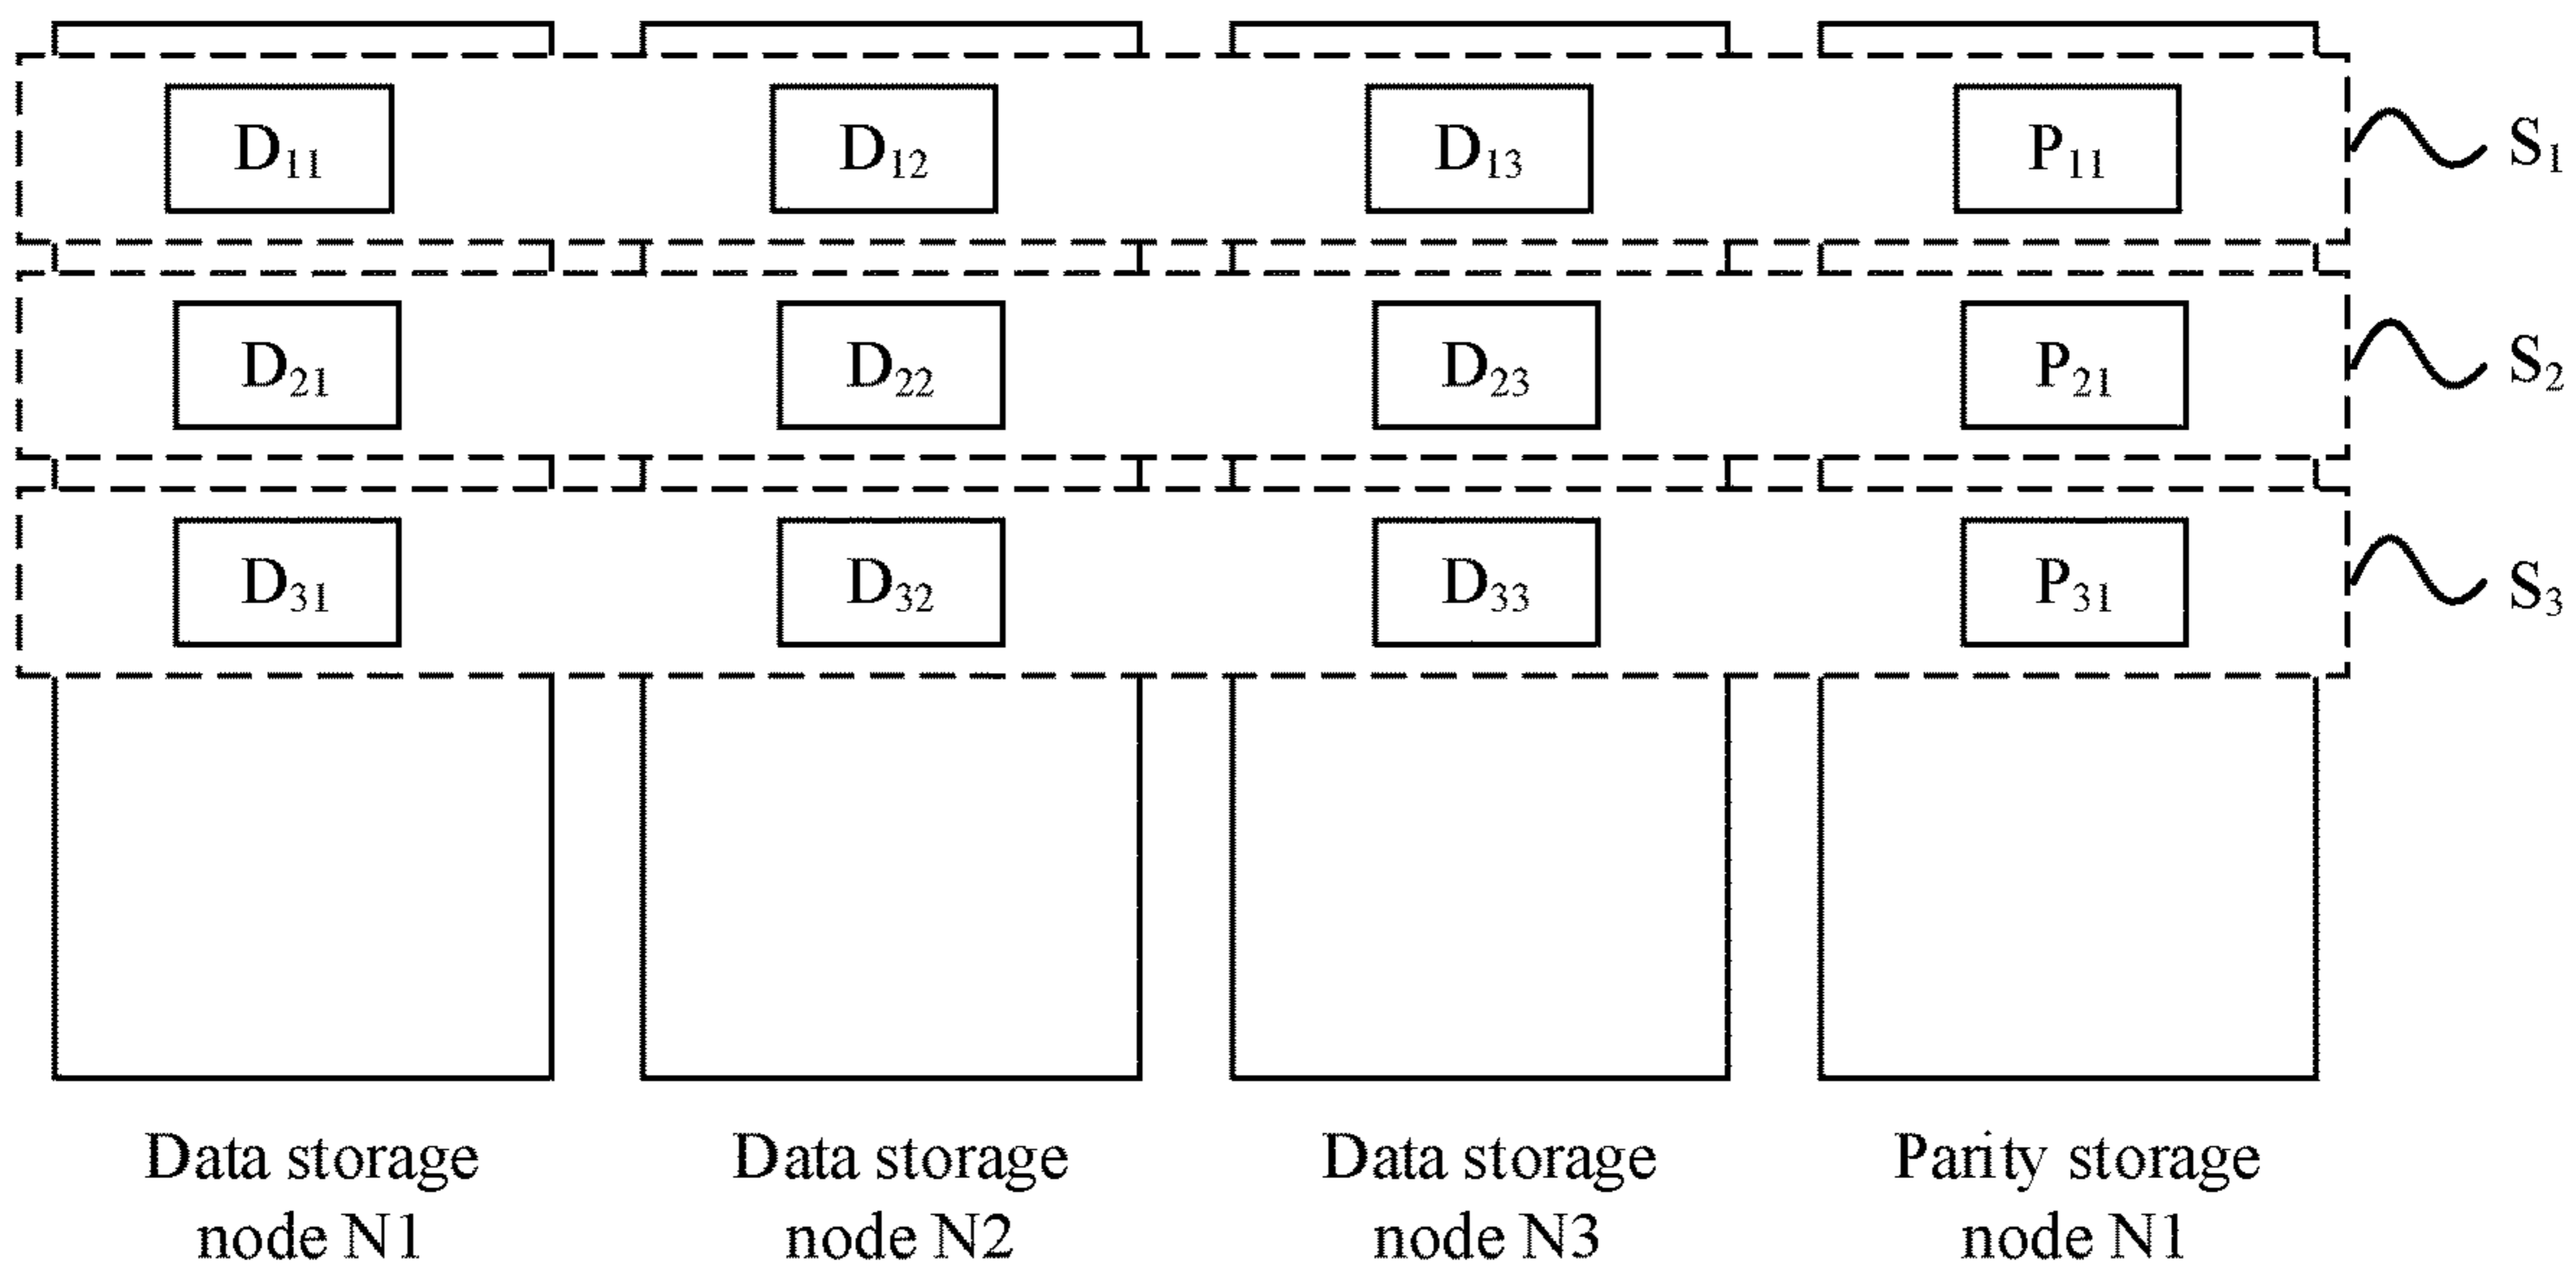 D11 D12 D13 P11 S1
D21 D22 D23 P21 S2
D31 D32 D33 P31 S3
Data storage Data storage Data storage Parity storage
node N1 node N2 node N3 node N1